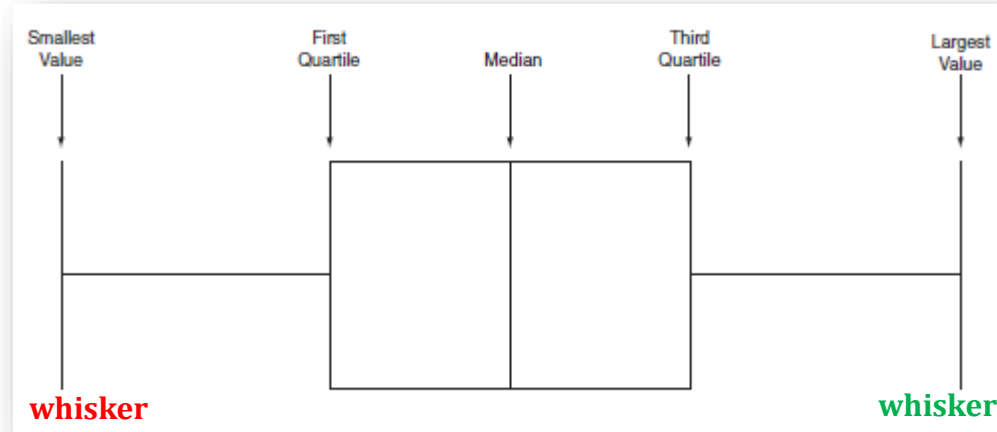 Smallest
Value
First
Quartile
Median
Third
Quartile
Largest
Value
whisker
whisker